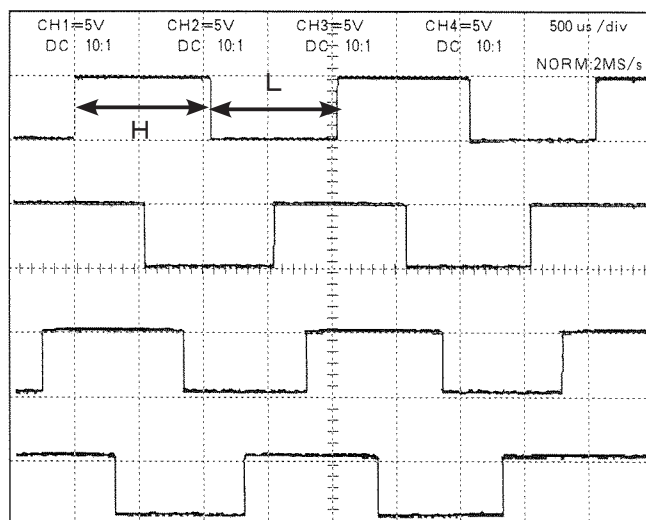 CH1=5V CH2=5V CH3=5V CH4=5V 500 us /div
DC 10:1 DC 10:1 DC 10:1 DC 10:1
NORM:2MS/s
L
H